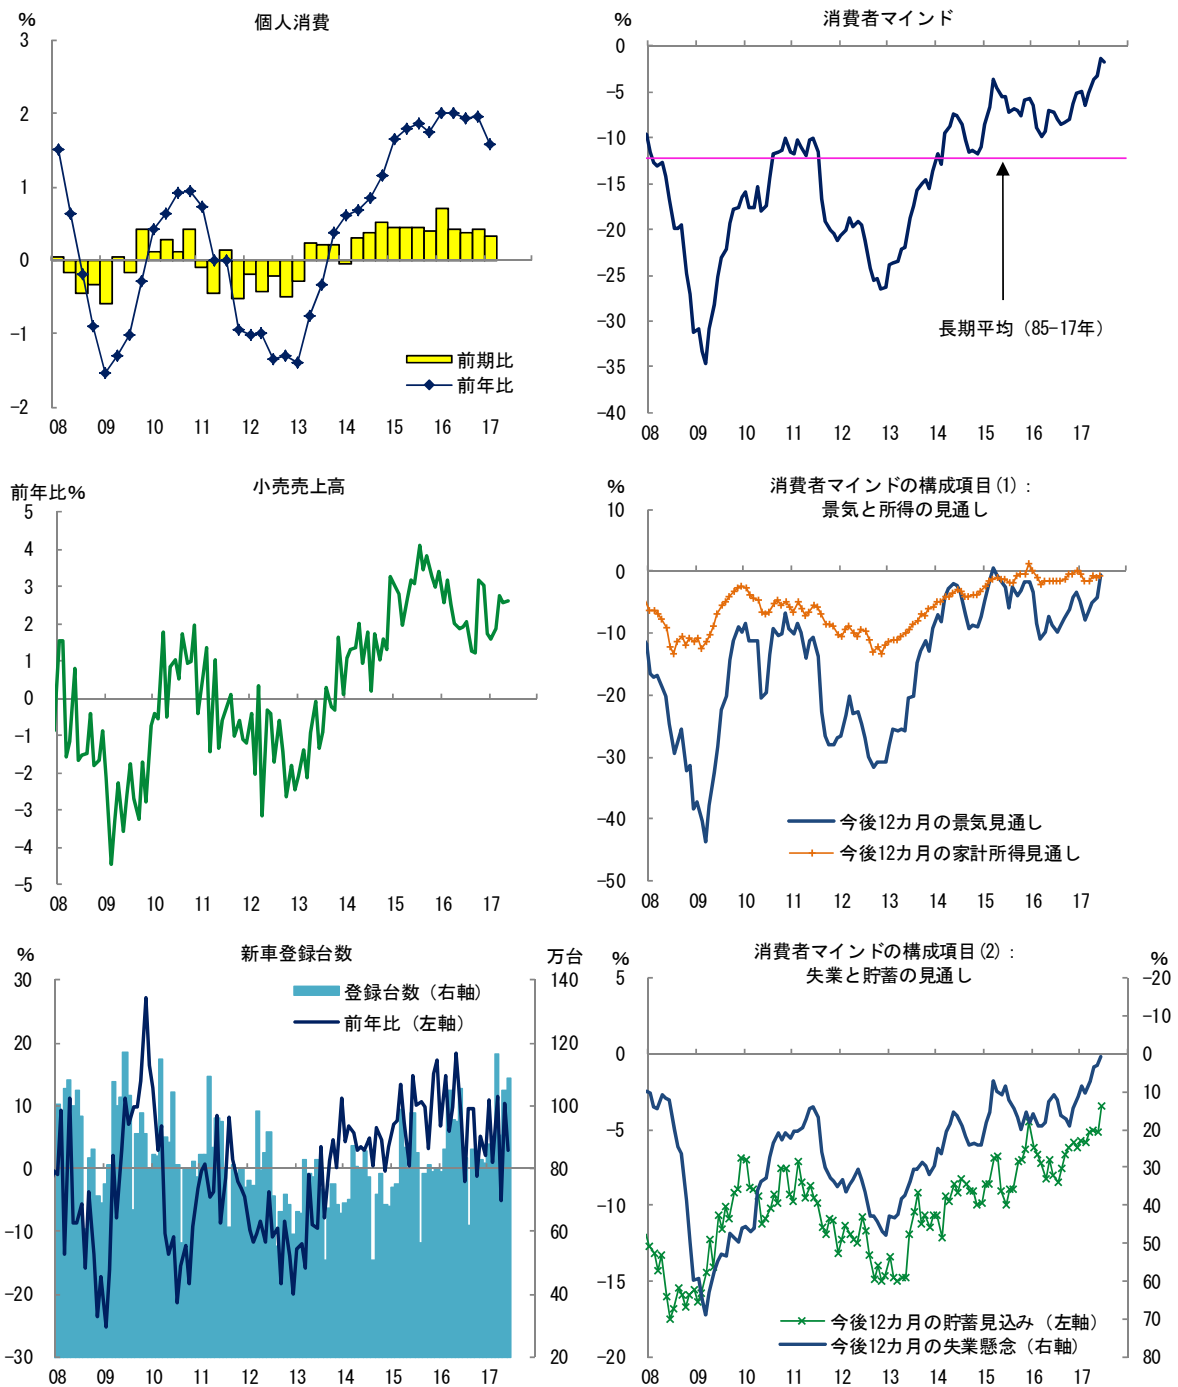 %
個人消費
3
2
1
0
-1
-2
前期比
前年比
08 09 10 11 12 13 14 15 16 17
%
消費者マインド
0
-5
-10
-15
-20
-25
-30
-35
-40
長期平均（85-17年）
08 09 10 11 12 13 14 15 16 17
前年比%
小売売上高
5
4
3
2
1
0
-1
-2
-3
-4
-5
08 09 10 11 12 13 14 15 16 17
%
消費者マインドの構成項目(1)：
景気と所得の見通し
10
0
-10
-20
-30
-40
-50
今後12カ月の景気見通し
今後12カ月の家計所得見通し
08 09 10 11 12 13 14 15 16 17
%
新車登録台数
万台
30
20
10
0
-10
-20
-30
登録台数（右軸）
前年比（左軸）
140
120
100
80
60
40
20
08 09 10 11 12 13 14 15 16 17
%
消費者マインドの構成項目(2)：
失業と貯蓄の見通し
%
5
0
-5
-10
-15
-20
-20
-10
0
10
20
30
40
50
60
70
80
今後12カ月の貯蓄見込み（左軸）
今後12カ月の失業懸念（右軸）
08 09 10 11 12 13 14 15 16 17